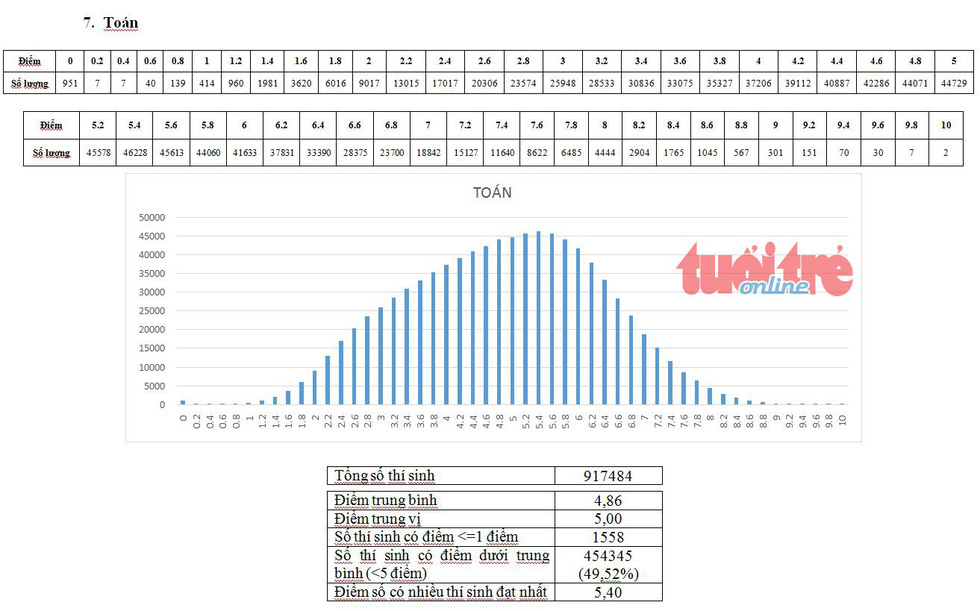 7. Toán
Điểm 0 0.2 0.4 0.6 0.8 1 1.2 1.4 1.6 1.8 2 2.2 2.4 2.6 2.8 3 3.2 3.4 3.6 3.8 4 4.2 4.4 4.6 4.8 5
Số lượng 951 7 7 40 139 414 960 1981 3620 6016 9017 13015 17017 20306 23574 25948 28533 30836 33075 35327 37206 39112 40887 42286 44071 44729
Điểm 5.2 5.4 5.6 5.8 6 6.2 6.4 6.6 6.8 7 7.2 7.4 7.6 7.8 8 8.2 8.4 8.6 8.8 9 9.2 9.4 9.6 9.8 10
Số lượng 45578 46228 45613 44060 41633 37831 33390 28375 23700 18842 15127 11640 8622 6485 4444 2904 1765 1045 567 301 151 70 30 7 2
TOÁN
50000
45000
40000
35000
30000
25000
20000
15000
10000
5000
0
0 0.2 0.4 0.6 0.8 1 1.2 1.4 1.6 1.8 2 2.2 2.4 2.6 2.8 3 3.2 3.4 3.6 3.8 4 4.2 4.4 4.6 4.8 5 5.2 5.4 5.6 5.8 6 6.2 6.4 6.6 6.8 7 7.2 7.4 7.6 7.8 8 8.2 8.4 8.6 8.8 9 9.2 9.4 9.6 9.8 10
tuổi trẻ
online
Tổng số thí sinh 917484
Điểm trung bình 4,86
Điểm trung vị 5,00
Số thí sinh có điểm <=1 điểm 1558
Số thí sinh có điểm dưới trung 454345
bình (<5 điểm) (49,52%)
Điểm số có nhiều thí sinh đạt nhất 5,40